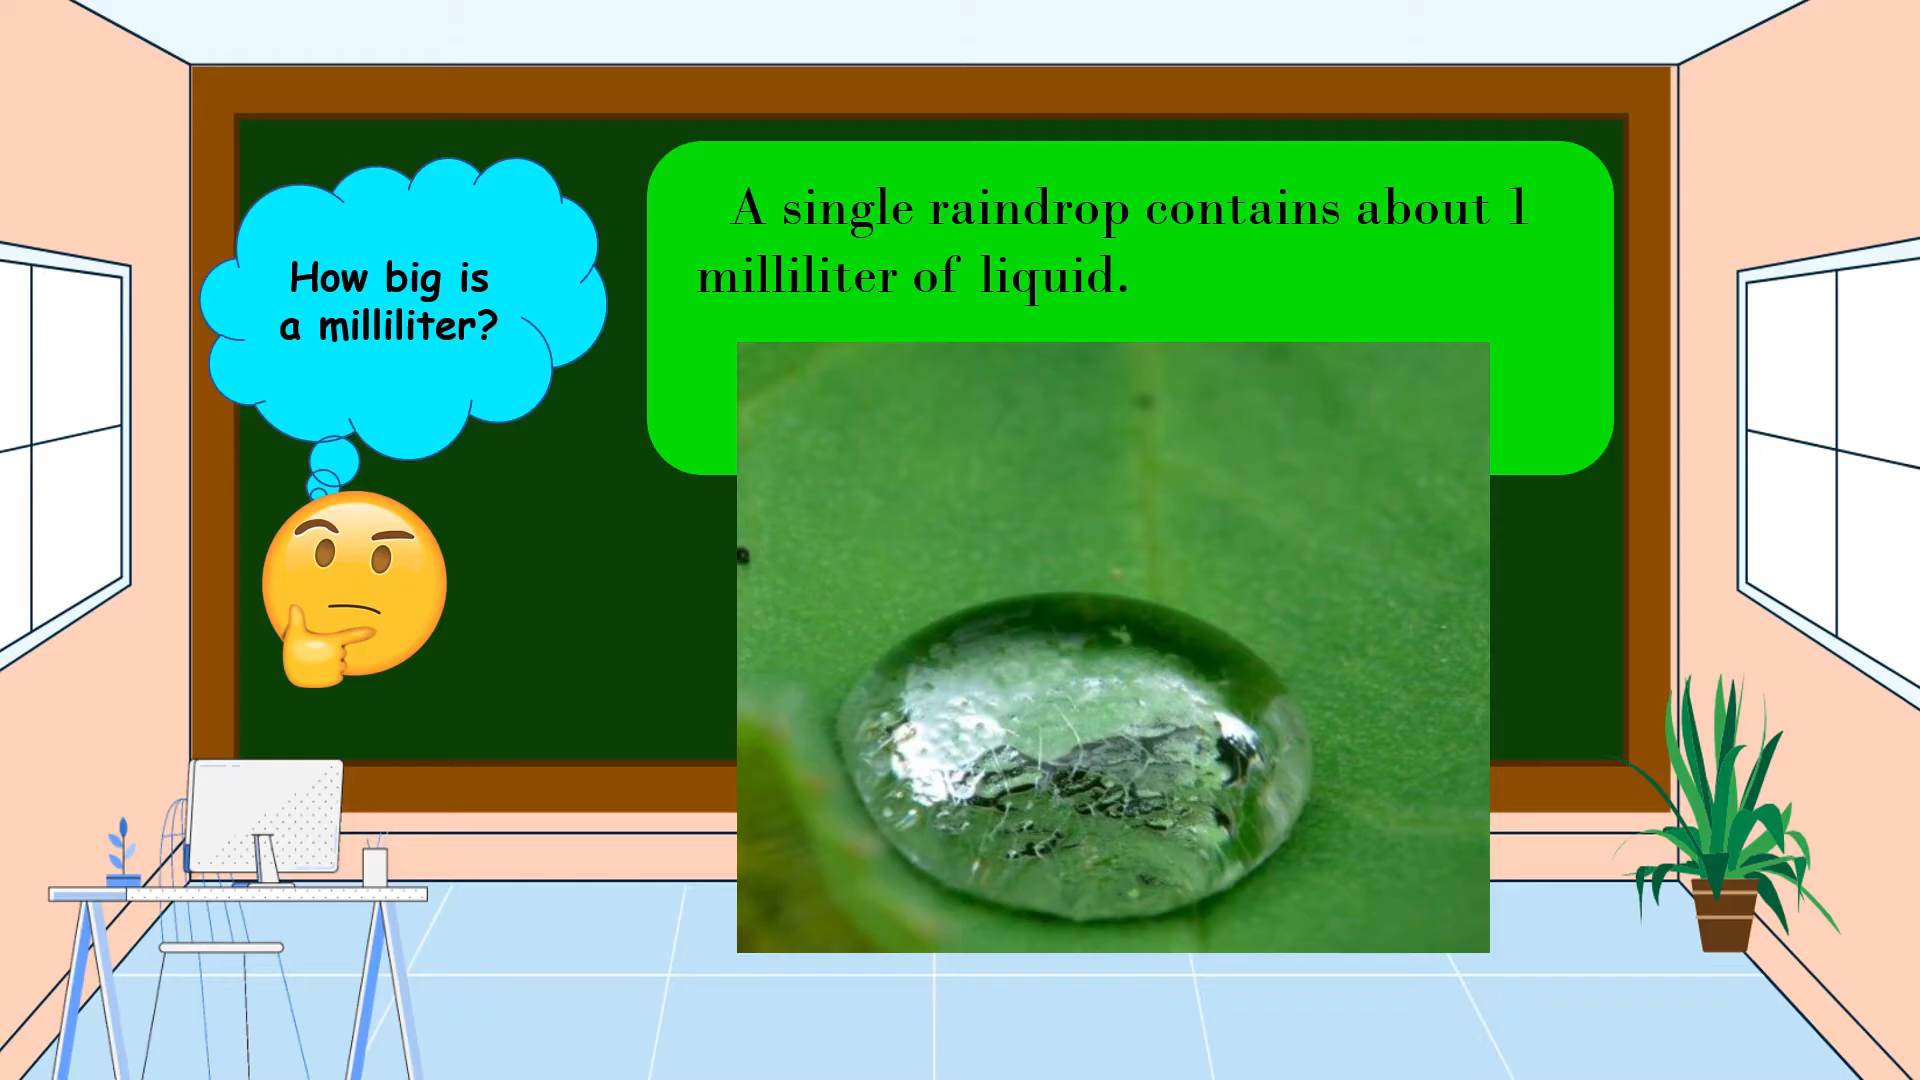 How big is
a milliliter?
A single raindrop contains about 1
milliliter of liquid.